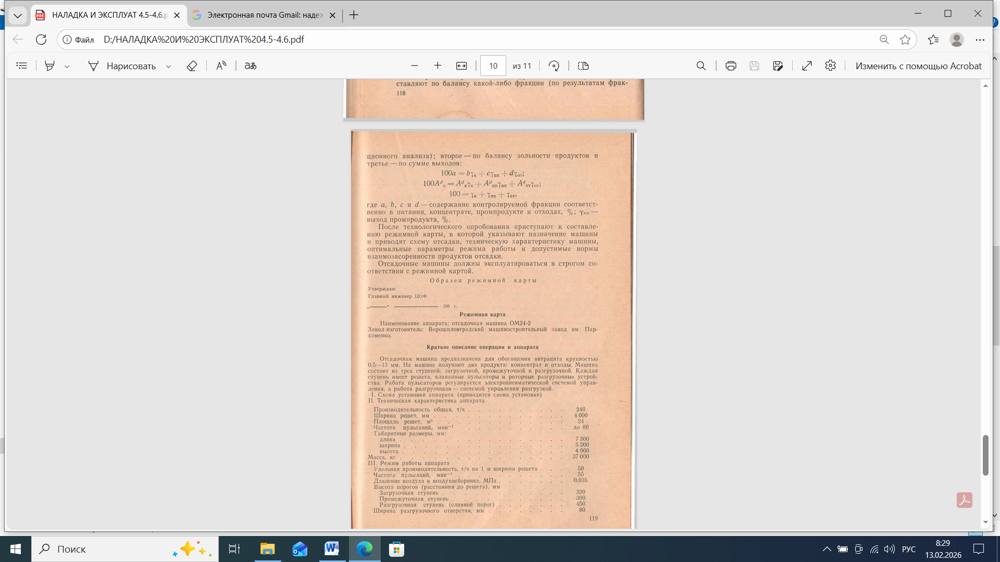 НАЛАДКА И ЭКСПЛУАТ 4.5-4.6.p
Электронная почта Gmail: надеж
Файл D:/НАЛАДКА%20И%20ЭКСПЛУАТ%204.5-4.6.pdf
Нарисовать
10 из 11
Изменить с помощью Acrobat
ставляют по балансу какой-либо фракции (по результатам фрак-
118
ционного анализа); второе — по балансу зольности продуктов и
третье — по сумме выходов:
100a = bγк + cγпп + dγот;
100Aᵈи = Aᵈкγк + Aᵈппγпп + Aᵈотγот;
100 = γк + γпп + γот,
где a, b, c и d — содержание контролируемой фракции соответст-
венно в питании, концентрате, промпродукте и отходах, %; γпп —
выход промпродукта, %.
После технологического опробования приступают к составле-
нию режимной карты, в которой указывают назначение машины
и приводят схему отсадки, техническую характеристику машины,
оптимальные параметры режима работы и допустимые нормы
взаимозасоренности продуктов отсадки.
Отсадочные машины должны эксплуатироваться в строгом со-
ответствии с режимной картой.
Образец режимной карты
Утверждаю
Главный инженер ЦОФ
„———“ ————— 198 г.
Режимная карта
Наименование аппарата: отсадочная машина ОМ24-2
Завод-изготовитель: Ворошиловградский машиностроительный завод им. Пар-
хоменко.
Краткое описание операции и аппарата
Отсадочная машина предназначена для обогащения антрацита крупностью
0,5—13 мм. На машине получают два продукта: концентрат и отходы. Машина
состоит из трех ступеней: загрузочной, промежуточной и разгрузочной. Каждая
ступень имеет решета, клапанные пульсаторы и роторные разгрузочные устрой-
ства. Работа пульсаторов регулируется электропневматической системой управ-
ления, а работа разгрузчиков — системой управления разгрузкой.
I. Схема установки аппарата (приводится схема установки)
II. Техническая характеристика аппарата
Производительность общая, т/ч . . . . . . . . . . 240
Ширина решет, мм . . . . . . . . . . . . . 4 000
Площадь решет, м² . . . . . . . . . . . . . 24
Частота пульсаций, мин⁻¹ . . . . . . . . . . . до 80
Габаритные размеры, мм:
длина . . . . . . . . . . . . . . . . 7 300
ширина . . . . . . . . . . . . . . . . 5 200
высота . . . . . . . . . . . . . . . . 4 900
Масса, кг . . . . . . . . . . . . . . . . 37 000
III. Режим работы аппарата
Удельная производительность, т/ч на 1 м ширины решета . . . 50
Частота пульсаций, мин⁻¹ . . . . . . . . . . . 55
Давление воздуха в воздухосборнике, МПа . . . . . . . 0,035
Высота порогов (расстояния до решета), мм
Загрузочная ступень . . . . . . . . . . . . 320
Промежуточная ступень . . . . . . . . . . . 300
Разгрузочная ступень (сливной порог) . . . . . . . 450
Ширина разгрузочного отверстия, мм . . . . . . . . 80
119
Поиск
РУС
8:29
13.02.2026